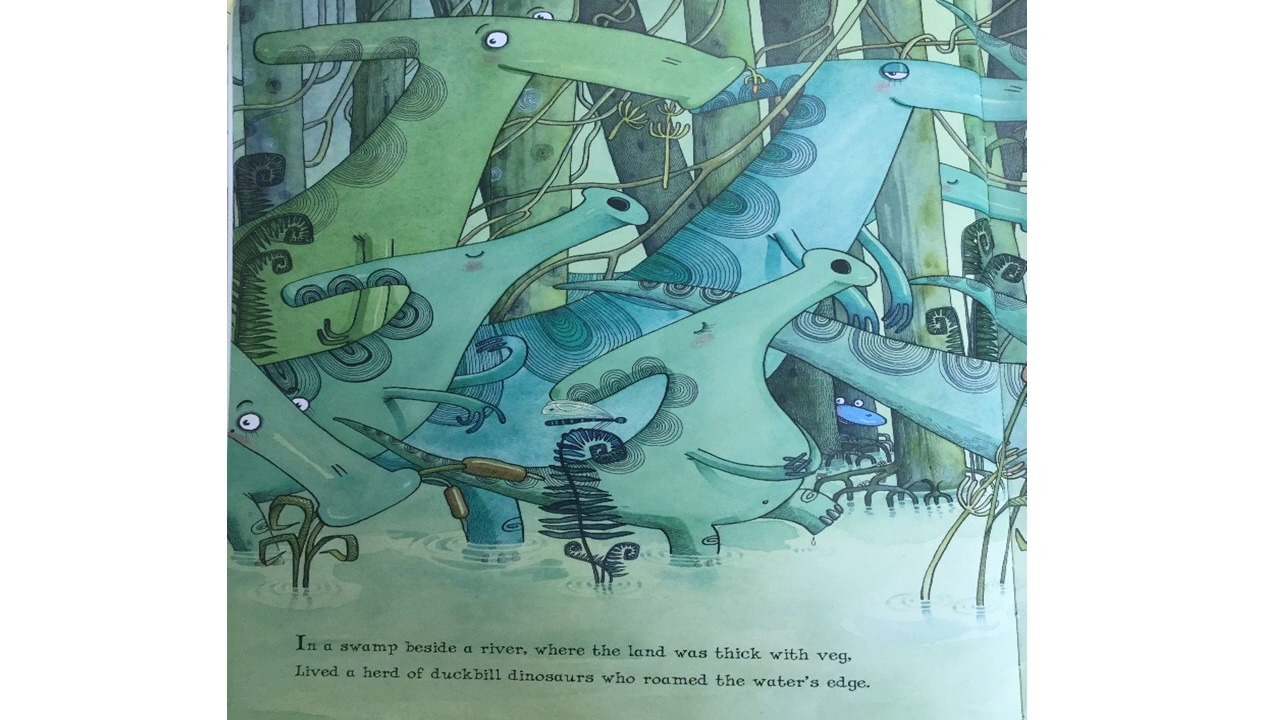 In a swamp beside a river, where the land was thick with veg,
Lived a herd of duckbill dinosaurs who roamed the water's edge.